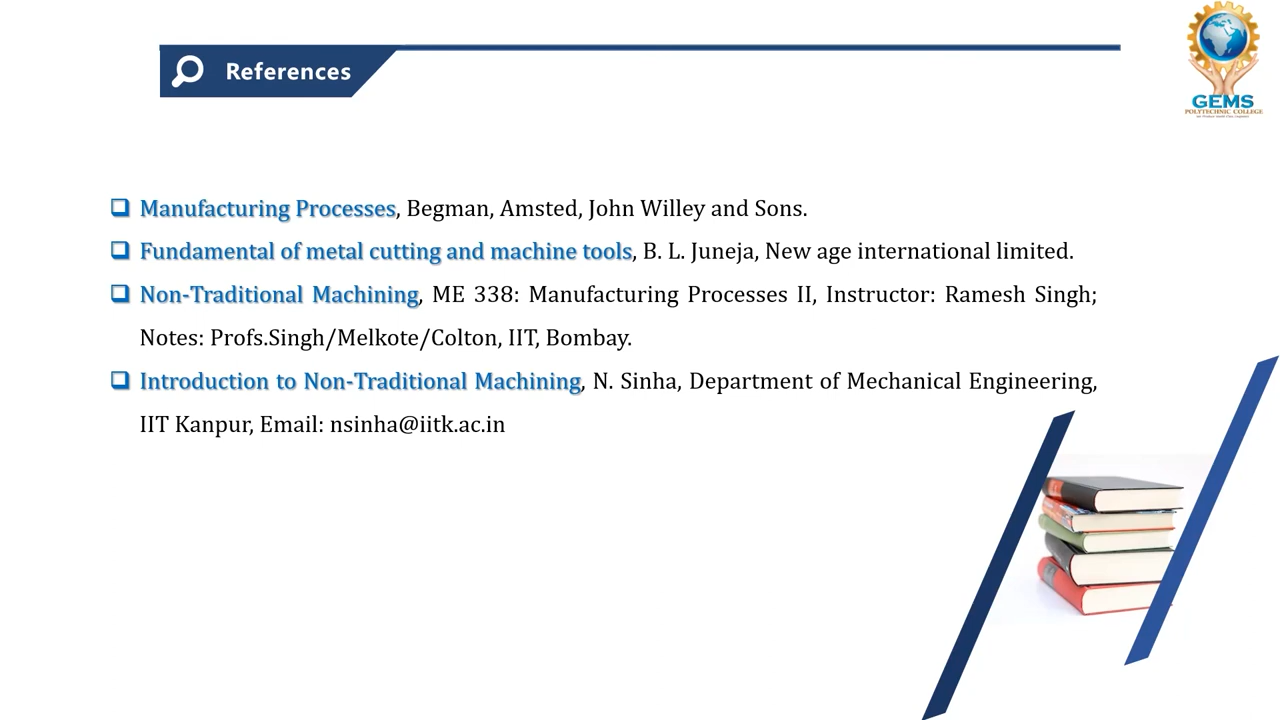 References
GEMS
POLYTECHNIC COLLEGE
Manufacturing Processes, Begman, Amsted, John Willey and Sons.
Fundamental of metal cutting and machine tools, B. L. Juneja, New age international limited.
Non-Traditional Machining, ME 338: Manufacturing Processes II, Instructor: Ramesh Singh;
Notes: Profs.Singh/Melkote/Colton, IIT, Bombay.
Introduction to Non-Traditional Machining, N. Sinha, Department of Mechanical Engineering,
IIT Kanpur, Email: nsinha@iitk.ac.in